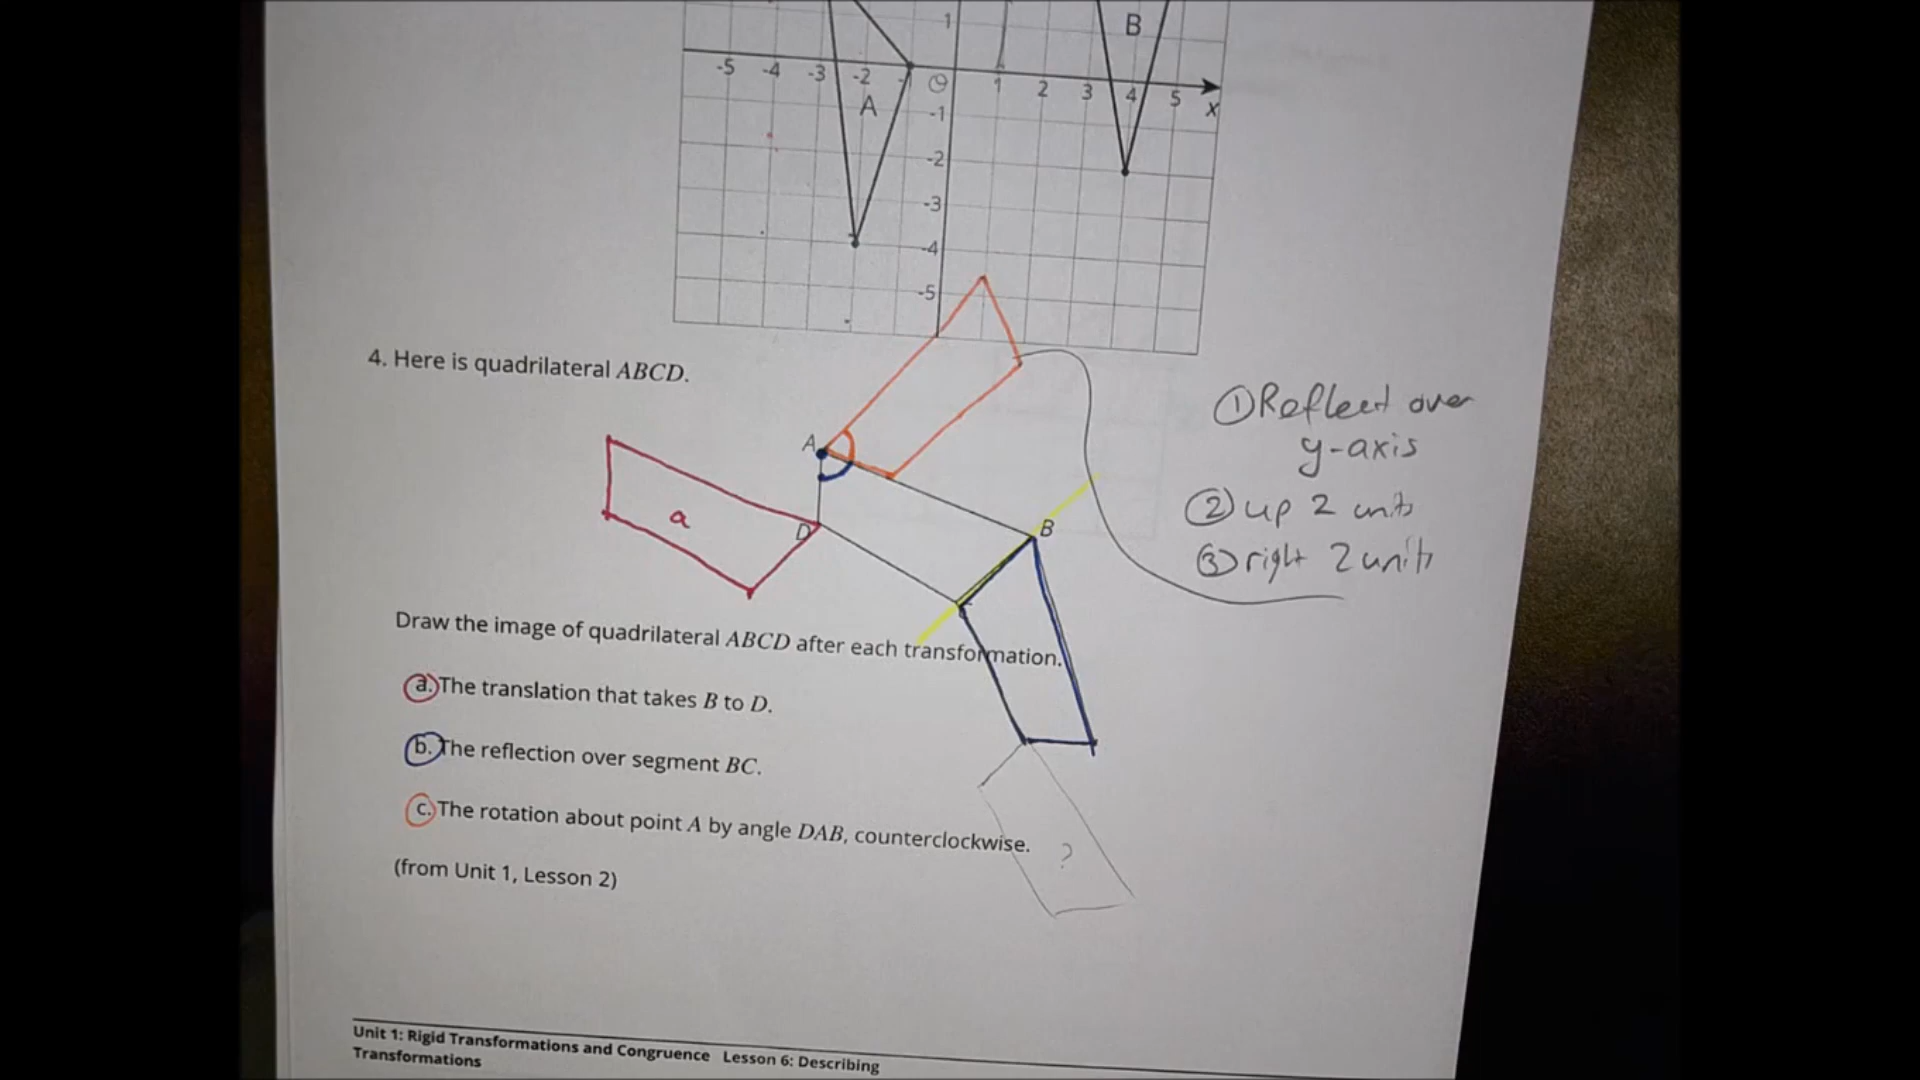 1
B
-5 -4 -3 -2 1 2 3 4 5
x
A
-1
-2
-3
-4
-5
4. Here is quadrilateral ABCD.
① Reflect over
y-axis
② up 2 units
③ right 2 units
A
a
D
B
Draw the image of quadrilateral ABCD after each transformation.
a. The translation that takes B to D.
b. The reflection over segment BC.
c. The rotation about point A by angle DAB, counterclockwise.
?
(from Unit 1, Lesson 2)
Unit 1: Rigid Transformations and Congruence Lesson 6: Describing
Transformations